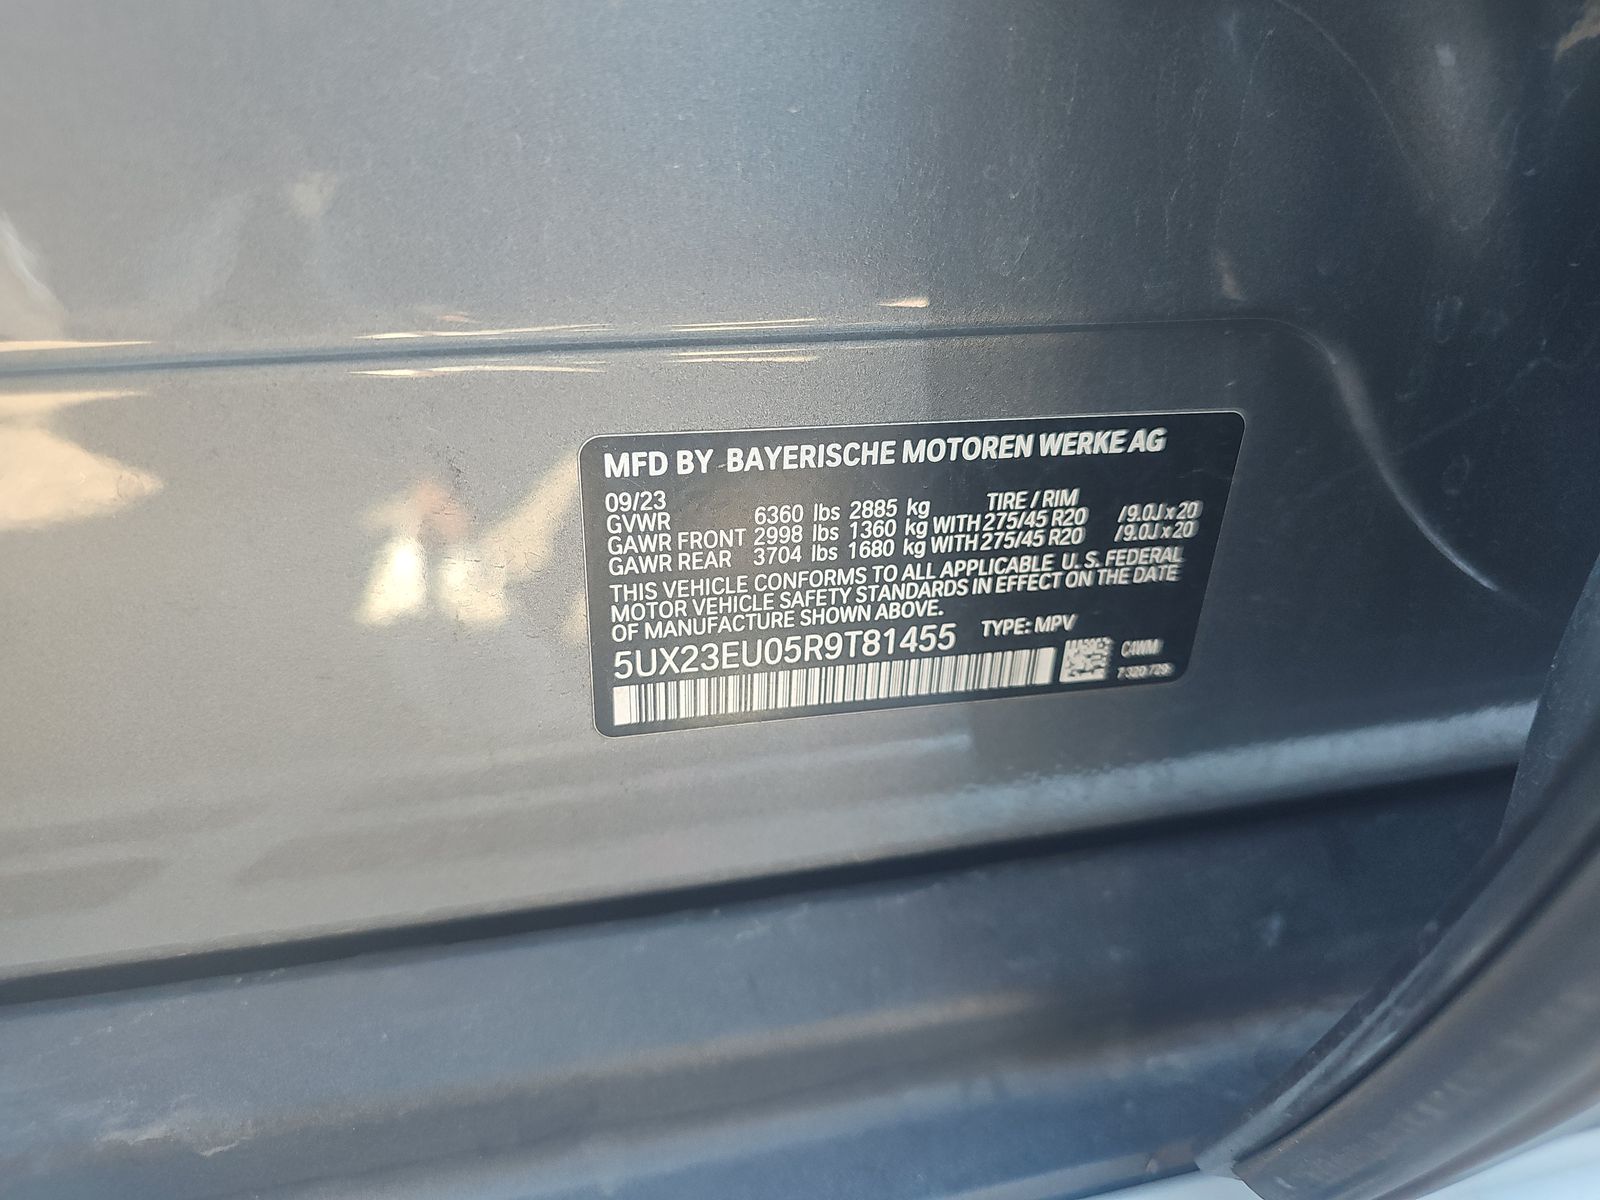 MFD BY BAYERISCHE MOTOREN WERKE AG
09/23 TIRE / RIM
GVWR 6360 lbs 2885 kg
GAWR FRONT 2998 lbs 1360 kg WITH 275/45 R20 /9.0J x 20
GAWR REAR 3704 lbs 1680 kg WITH 275/45 R20 /9.0J x 20
THIS VEHICLE CONFORMS TO ALL APPLICABLE U. S. FEDERAL
MOTOR VEHICLE SAFETY STANDARDS IN EFFECT ON THE DATE
OF MANUFACTURE SHOWN ABOVE.
5UX23EU05R9T81455 TYPE: MPV